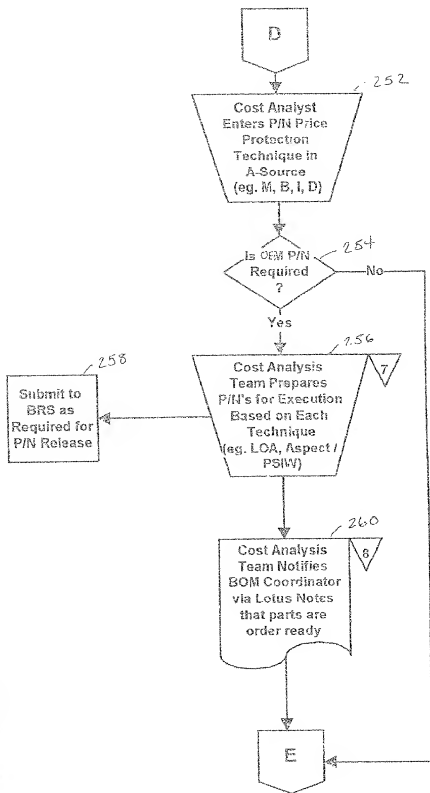 D
252
Cost Analyst
Enters P/N Price
Protection
Technique in
A-Source
(eg. M, B, I, D)
254
Is OEM P/N
Required
?
No
Yes
256
Cost Analysis
Team Prepares
P/N's for Execution
Based on Each
Technique
(eg. LOA, Aspect /
PSIW)
7
258
Submit to
BRS as
Required for
P/N Release
260
Cost Analysis
Team Notifies
BOM Coordinator
via Lotus Notes
that parts are
order ready
8
E